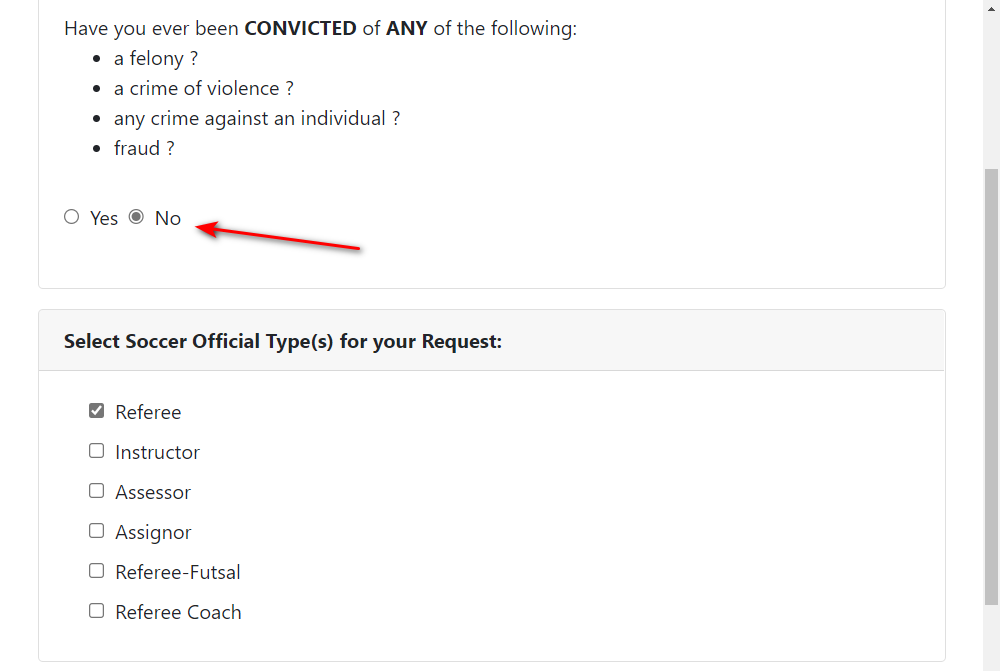 Have you ever been CONVICTED of ANY of the following:
• a felony ?
• a crime of violence ?
• any crime against an individual ?
• fraud ?
Yes No
Select Soccer Official Type(s) for your Request:
Referee
Instructor
Assessor
Assignor
Referee-Futsal
Referee Coach